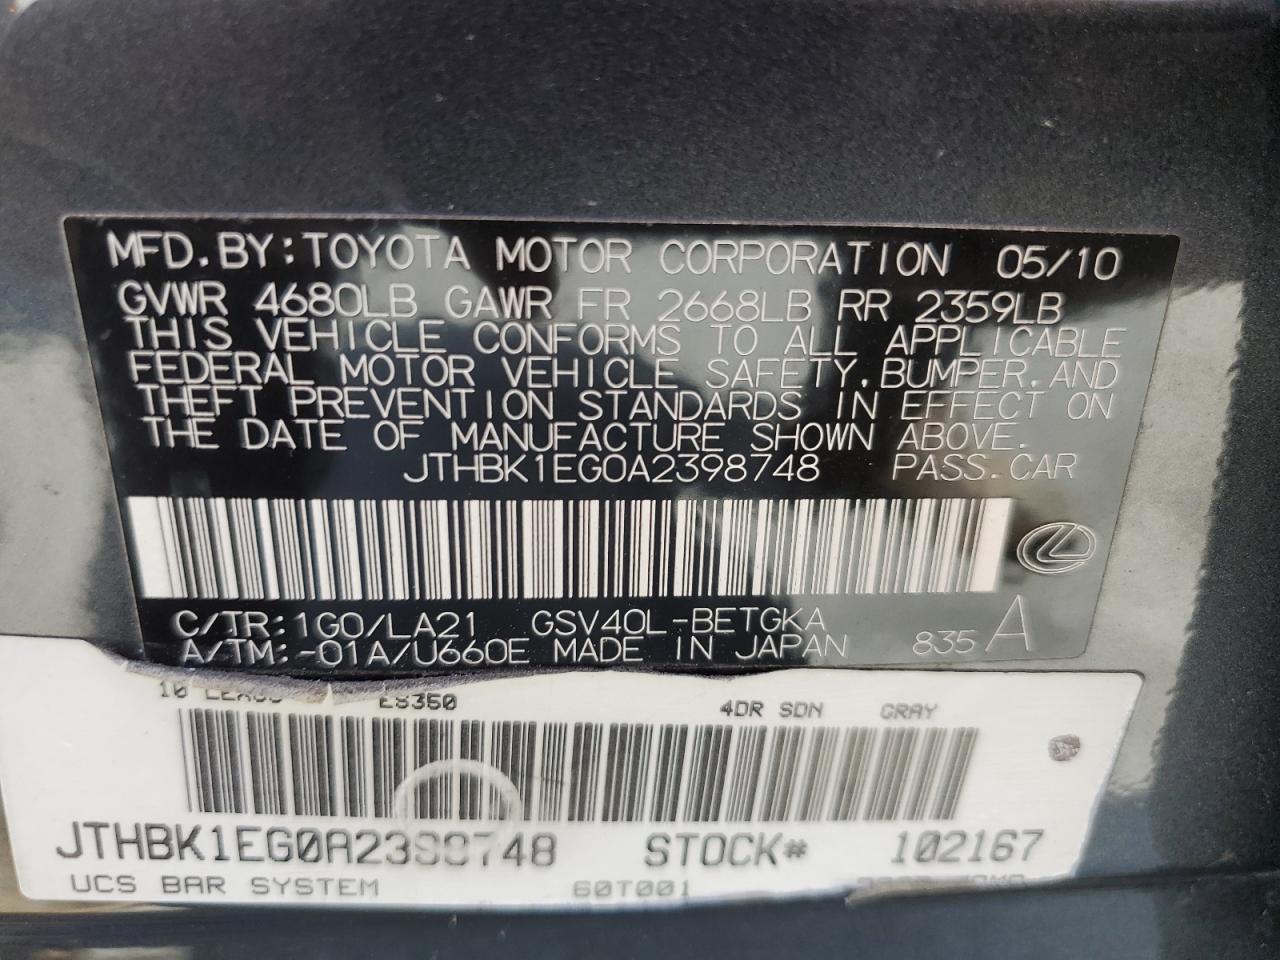 MFD. BY: TOYOTA MOTOR CORPORATION 05/10
GVWR 4680LB GAWR FR 2668LB RR 2359LB
THIS VEHICLE CONFORMS TO ALL APPLICABLE
FEDERAL MOTOR VEHICLE SAFETY, BUMPER, AND
THEFT PREVENTION STANDARDS IN EFFECT ON
THE DATE OF MANUFACTURE SHOWN ABOVE.
JTHBK1EG0A2398748 PASS. CAR
C/TR: 1G0/LA21 GSV40L-BETGKA
A/TM: -01A/U660E MADE IN JAPAN 835 A
10 ES350 4DR SDN GRAY
JTHBK1EG0A2398748 STOCK# 102167
UCS BAR SYSTEM 60T001